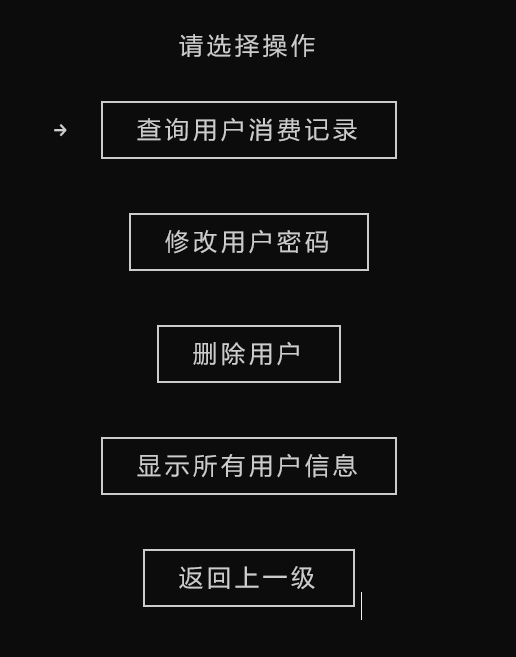 请选择操作
→ 查询用户消费记录
修改用户密码
删除用户
显示所有用户信息
返回上一级